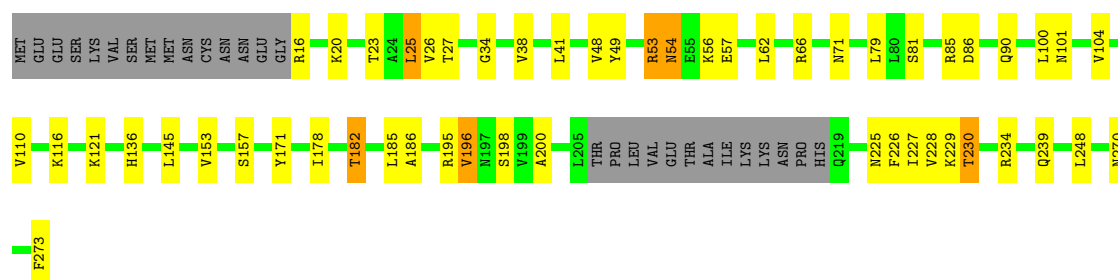 MET GLU GLU SER LYS VAL SER MET MET ASN CYS ASN ASN GLU GLY R16 K20 T23 A24 L25 V26 T27 G34 V38 L41 V48 Y49 R53 N54 E55 K56 E57 L62 R66 N71 L79 L80 S81 R85 D86 Q90 L100 N101 V104
V110 K116 K121 H136 L145 V153 S157 Y171 I178 T182 L185 A186 R195 V196 N197 S198 V199 A200 L205 THR PRO LEU VAL GLU THR ALA ILE LYS LYS ASN PRO HIS Q219 N225 F226 I227 V228 K229 T230 R234 Q239 L248 N270
F273